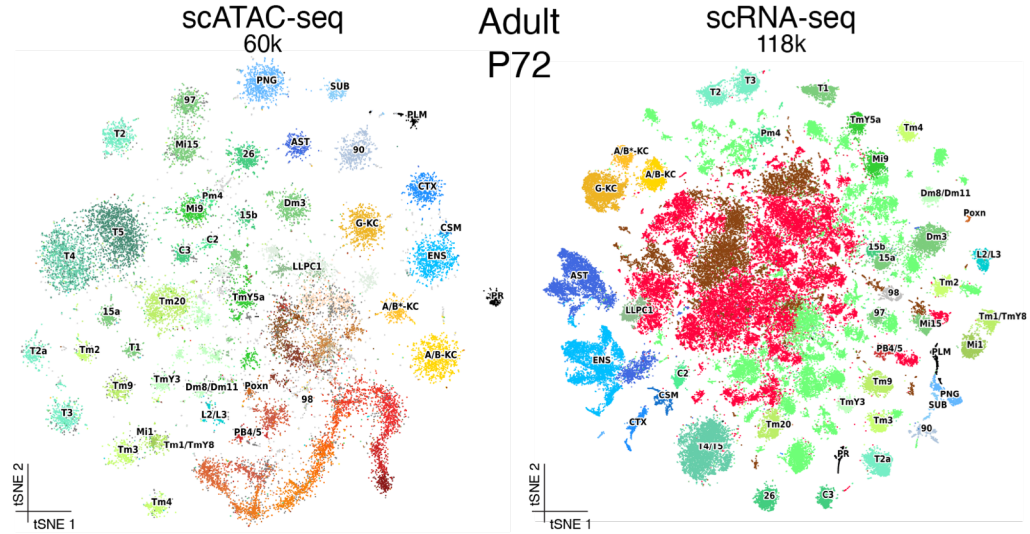 scATAC-seq
60k
Adult
P72
scRNA-seq
118k
PNG
SUB
97
PLM
T2
Mi15
26
AST
90
CTX
Pm4
Mi9
15b
Dm3
G-KC
CSM
T5
T4
C3
C2
ENS
LLPC1
TmY5a
PR
Tm20
A/B*-KC
15a
T2a
Tm2
T1
A/B-KC
Tm9
TmY3
Dm8/Dm11
Poxn
98
T3
L2/L3
PB4/5
Mi1
Tm1/TmY8
Tm3
Tm4
tSNE 2
tSNE 1
T3
T2
T1
TmY5a
Tm4
Pm4
A/B*-KC
Mi9
A/B-KC
G-KC
Dm8/Dm11
Poxn
Dm3
15b
15a
L2/L3
AST
Tm2
98
LLPC1
97
Mi15
Tm1/TmY8
Mi1
PB4/5
PLM
ENS
C2
Tm9
PNG
CSM
TmY3
SUB
CTX
Tm20
Tm3
90
T4/T5
PR
T2a
26
C3
tSNE 2
tSNE 1